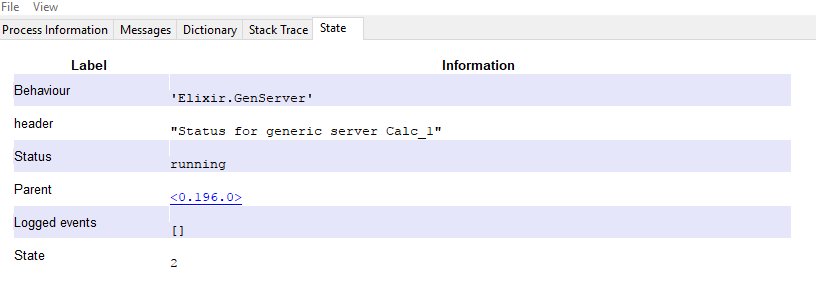 File View
Process Information Messages Dictionary Stack Trace State
Label Information
Behaviour 'Elixir.GenServer'
header "Status for generic server Calc_1"
Status running
Parent <0.196.0>
Logged events []
State 2